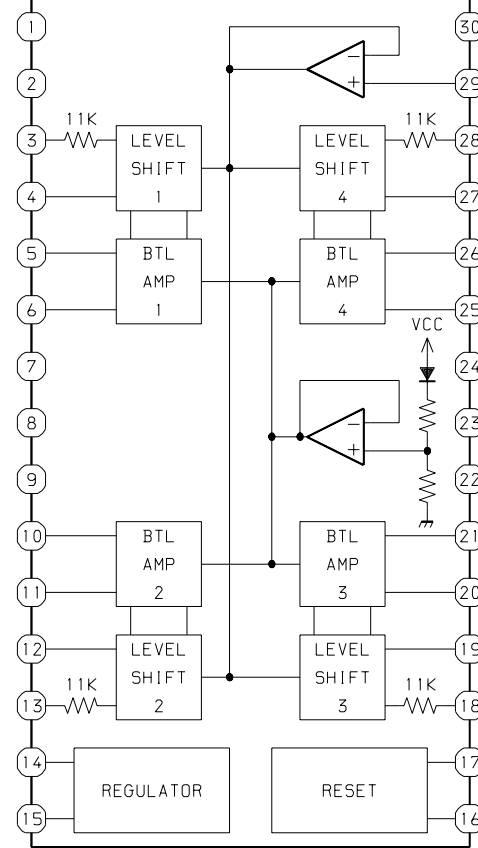 1
30
2
−
+
29
3
11K
LEVEL
SHIFT
1
LEVEL
SHIFT
4
11K
28
4
27
5
BTL
AMP
1
BTL
AMP
4
26
6
25
VCC
7
24
8
−
+
23
9
22
10
BTL
AMP
2
BTL
AMP
3
21
11
20
12
LEVEL
SHIFT
2
LEVEL
SHIFT
3
19
13
11K
11K
18
14
REGULATOR
RESET
17
15
16